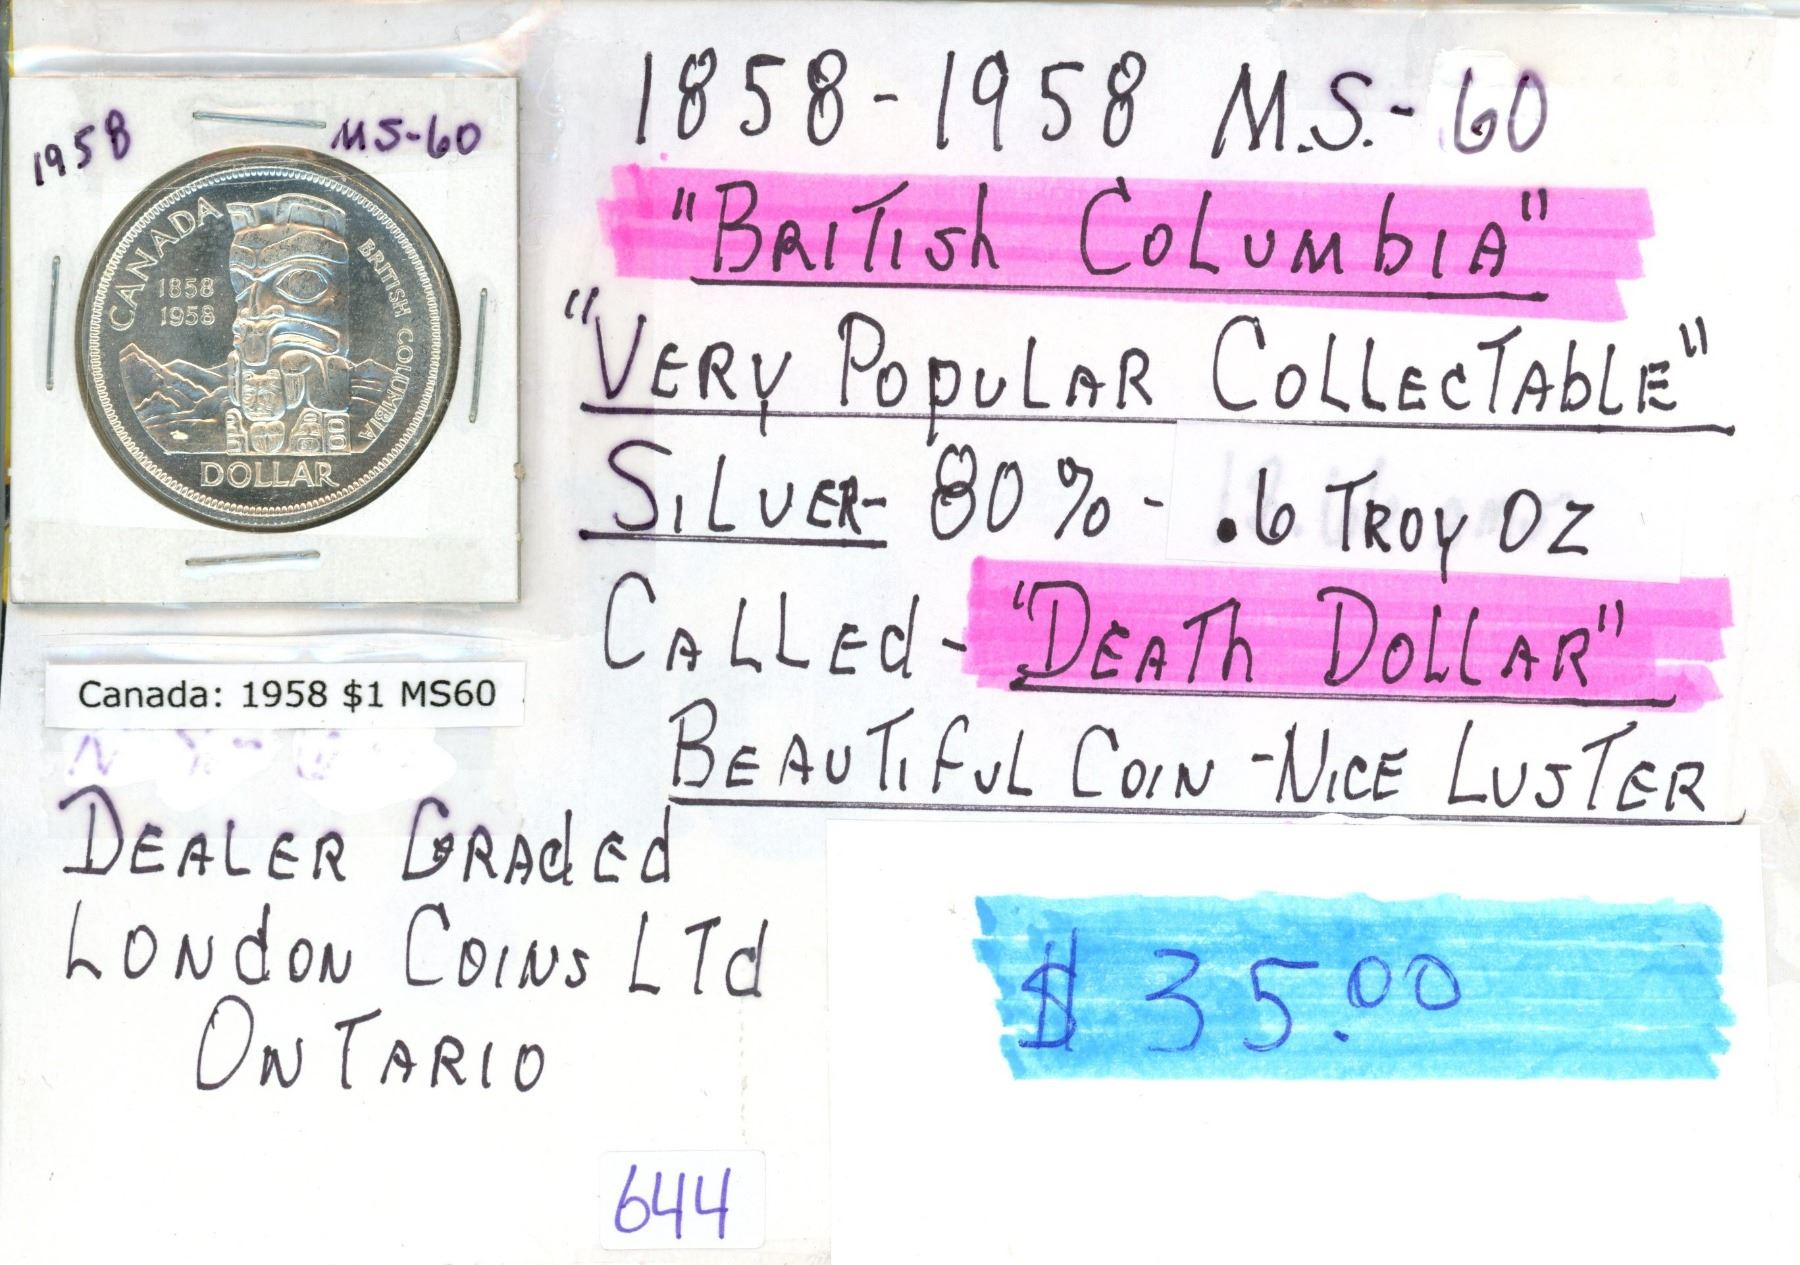 1958 MS-60
CANADA
1858
1958
BRITISH COLUMBIA
DOLLAR
Canada: 1958 $1 MS60
DEALER GRAdEd
LONdON COINS LTd
ONTARIO
644
1858-1958 M.S.-60
"BRITISh COLUMbIA"
"VERY POPULAR COLLECTAbLE"
SILVER- 80%- .6 TROY OZ
CALLEd- "DEATh DOLLAR"
BEAUTIFUL COIN -NICE LUSTER
$35.00